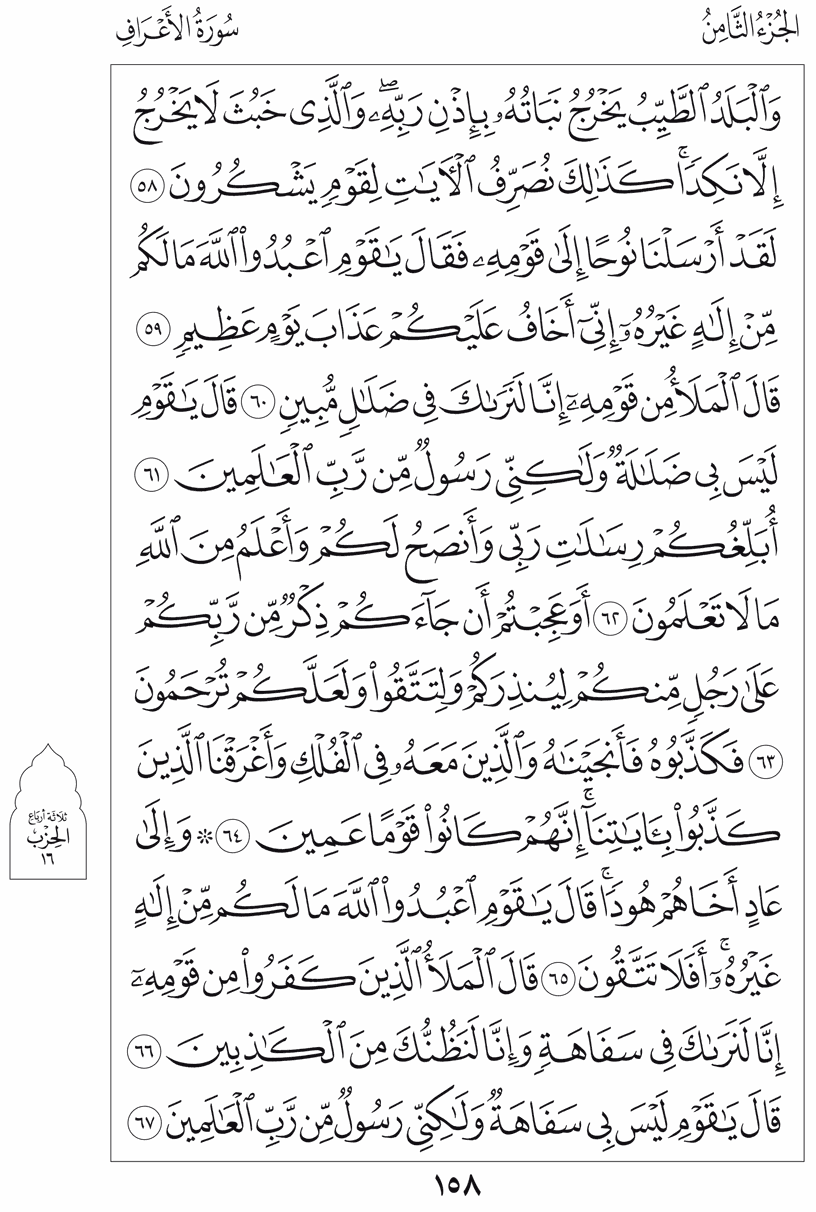 الجُزْءُ الثَّامِنُ
سُورَةُ الأَعْرَافِ
وَٱلْبَلَدُ ٱلطَّيِّبُ يَخْرُجُ نَبَاتُهُۥ بِإِذْنِ رَبِّهِۦۖ وَٱلَّذِى خَبُثَ لَا يَخْرُجُ
إِلَّا نَكِدًاۚ كَذَٰلِكَ نُصَرِّفُ ٱلْأٓيَٰتِ لِقَوْمٍ يَشْكُرُونَ ٥٨
لَقَدْ أَرْسَلْنَا نُوحًا إِلَىٰ قَوْمِهِۦ فَقَالَ يَٰقَوْمِ ٱعْبُدُوا۟ ٱللَّهَ مَا لَكُم
مِّنْ إِلَٰهٍ غَيْرُهُۥٓ إِنِّىٓ أَخَافُ عَلَيْكُمْ عَذَابَ يَوْمٍ عَظِيمٍ ٥٩
قَالَ ٱلْمَلَأُ مِن قَوْمِهِۦٓ إِنَّا لَنَرَىٰكَ فِى ضَلَٰلٍ مُّبِينٍ ٦٠ قَالَ يَٰقَوْمِ
لَيْسَ بِى ضَلَٰلَةٌ وَلَٰكِنِّى رَسُولٌ مِّن رَّبِّ ٱلْعَٰلَمِينَ ٦١
أُبَلِّغُكُمْ رِسَٰلَٰتِ رَبِّى وَأَنصَحُ لَكُمْ وَأَعْلَمُ مِنَ ٱللَّهِ
مَا لَا تَعْلَمُونَ ٦٢ أَوَعَجِبْتُمْ أَن جَآءَكُمْ ذِكْرٌ مِّن رَّبِّكُمْ
عَلَىٰ رَجُلٍ مِّنكُمْ لِيُنذِرَكُمْ وَلِتَتَّقُوا۟ وَلَعَلَّكُمْ تُرْحَمُونَ
٦٣ فَكَذَّبُوهُ فَأَنجَيْنَٰهُ وَٱلَّذِينَ مَعَهُۥ فِى ٱلْفُلْكِ وَأَغْرَقْنَا ٱلَّذِينَ
كَذَّبُوا۟ بِـَٔايَٰتِنَآۚ إِنَّهُمْ كَانُوا۟ قَوْمًا عَمِينَ ٦٤ * وَإِلَىٰ
عَادٍ أَخَاهُمْ هُودًاۚ قَالَ يَٰقَوْمِ ٱعْبُدُوا۟ ٱللَّهَ مَا لَكُم مِّنْ إِلَٰهٍ
غَيْرُهُۥٓۚ أَفَلَا تَتَّقُونَ ٦٥ قَالَ ٱلْمَلَأُ ٱلَّذِينَ كَفَرُوا۟ مِن قَوْمِهِۦٓ
إِنَّا لَنَرَىٰكَ فِى سَفَاهَةٍ وَإِنَّا لَنَظُنُّكَ مِنَ ٱلْكَٰذِبِينَ ٦٦
قَالَ يَٰقَوْمِ لَيْسَ بِى سَفَاهَةٌ وَلَٰكِنِّى رَسُولٌ مِّن رَّبِّ ٱلْعَٰلَمِينَ ٦٧
ثلاثة أرباع
الحِزْب
١٦
١٥٨